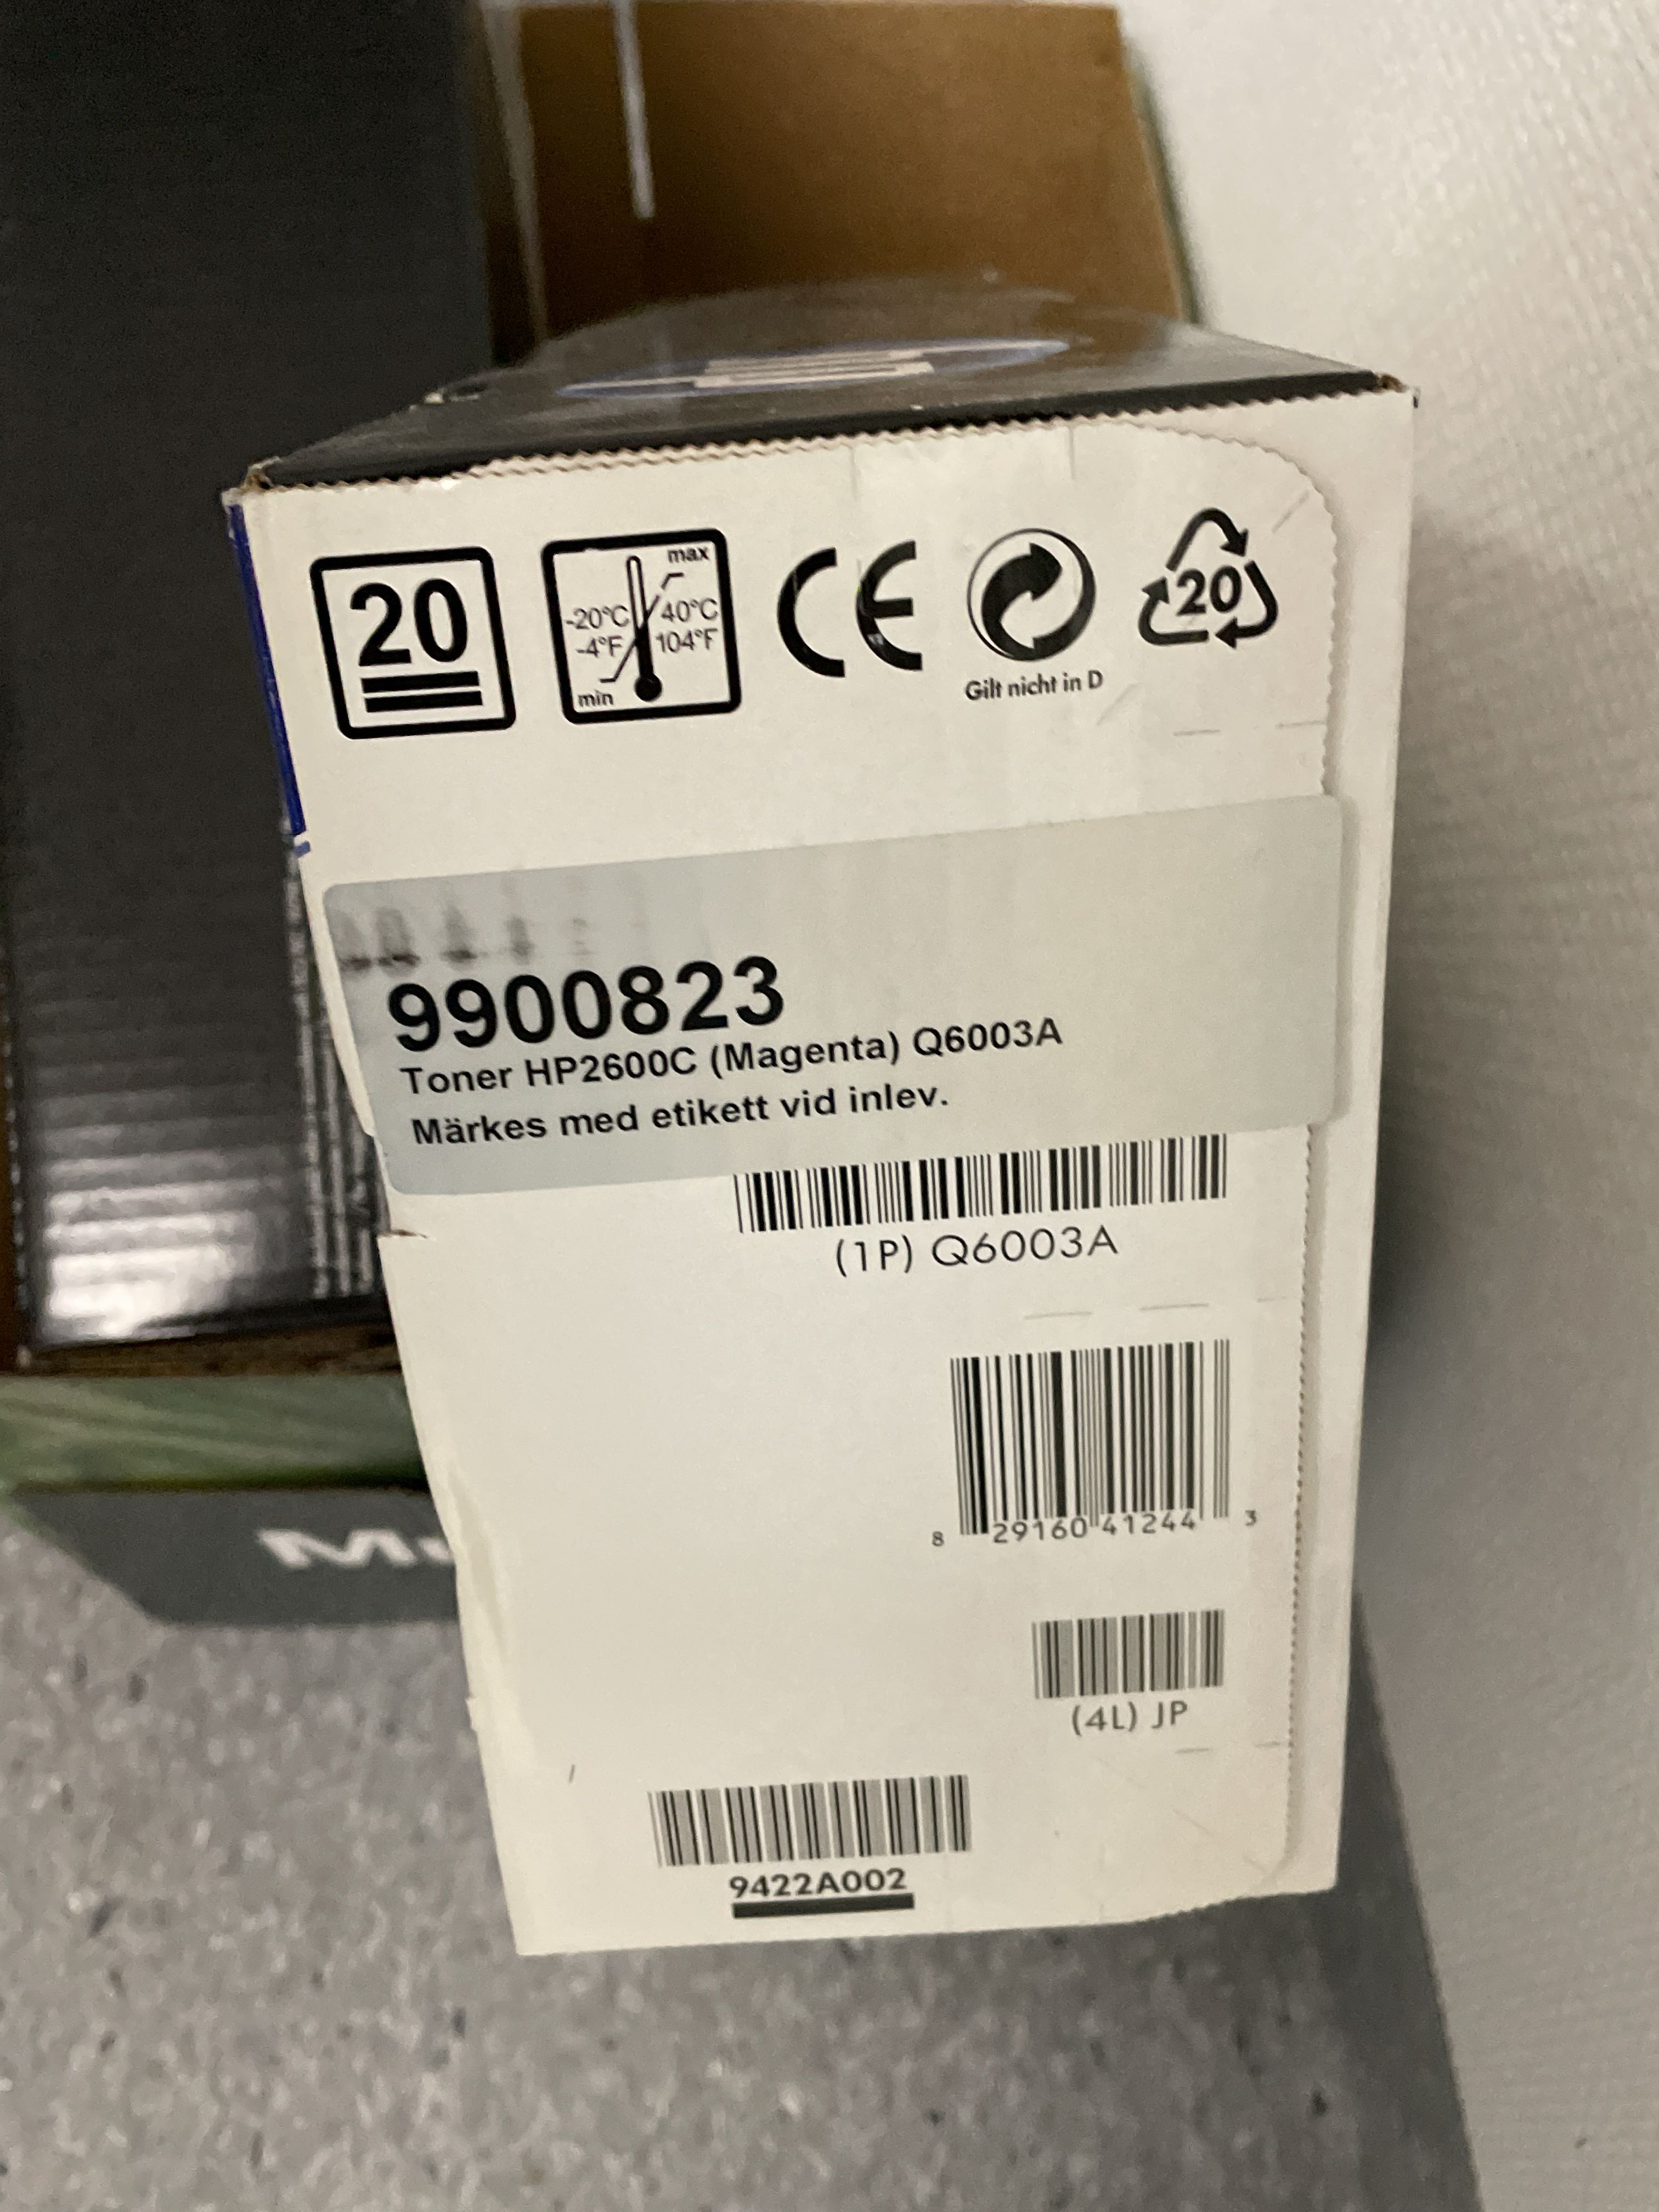 20
max
-20°C 40°C
-4°F 104°F
min
CE
Gilt nicht in D
20
9900823
Toner HP2600C (Magenta) Q6003A
Märkes med etikett vid inlev.
(1P) Q6003A
8 29160 41244 3
(4L) JP
9422A002